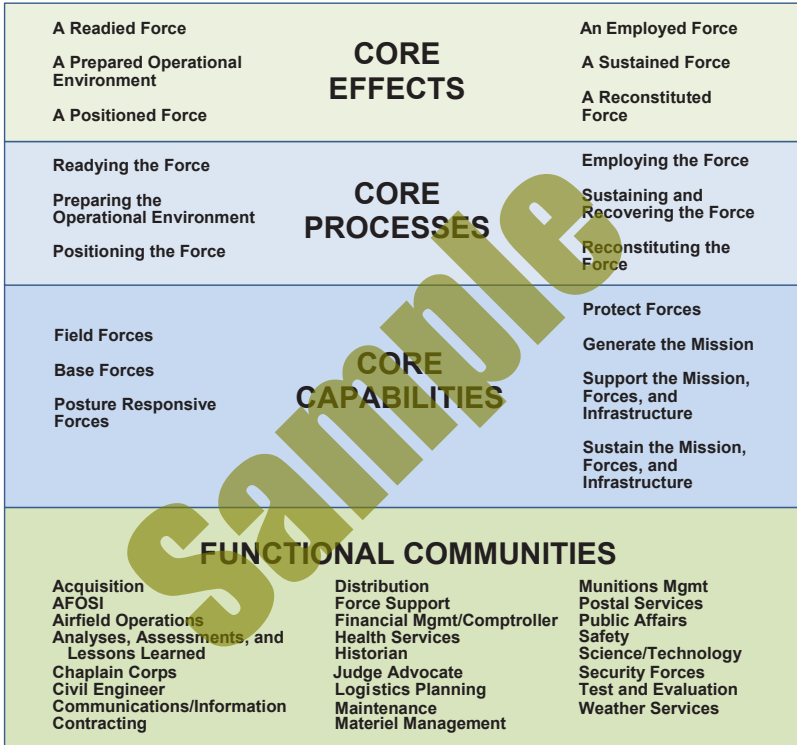 A Readied Force
A Prepared Operational
Environment
A Positioned Force
CORE
EFFECTS
An Employed Force
A Sustained Force
A Reconstituted
Force
Readying the Force
Preparing the
Operational Environment
Positioning the Force
CORE
PROCESSES
Employing the Force
Sustaining and
Recovering the Force
Reconstituting the
Force
Field Forces
Base Forces
Posture Responsive
Forces
CORE
CAPABILITIES
Protect Forces
Generate the Mission
Support the Mission,
Forces, and
Infrastructure
Sustain the Mission,
Forces, and
Infrastructure
Sample
FUNCTIONAL COMMUNITIES
Acquisition
AFOSI
Airfield Operations
Analyses, Assessments, and
Lessons Learned
Chaplain Corps
Civil Engineer
Communications/Information
Contracting
Distribution
Force Support
Financial Mgmt/Comptroller
Health Services
Historian
Judge Advocate
Logistics Planning
Maintenance
Materiel Management
Munitions Mgmt
Postal Services
Public Affairs
Safety
Science/Technology
Security Forces
Test and Evaluation
Weather Services